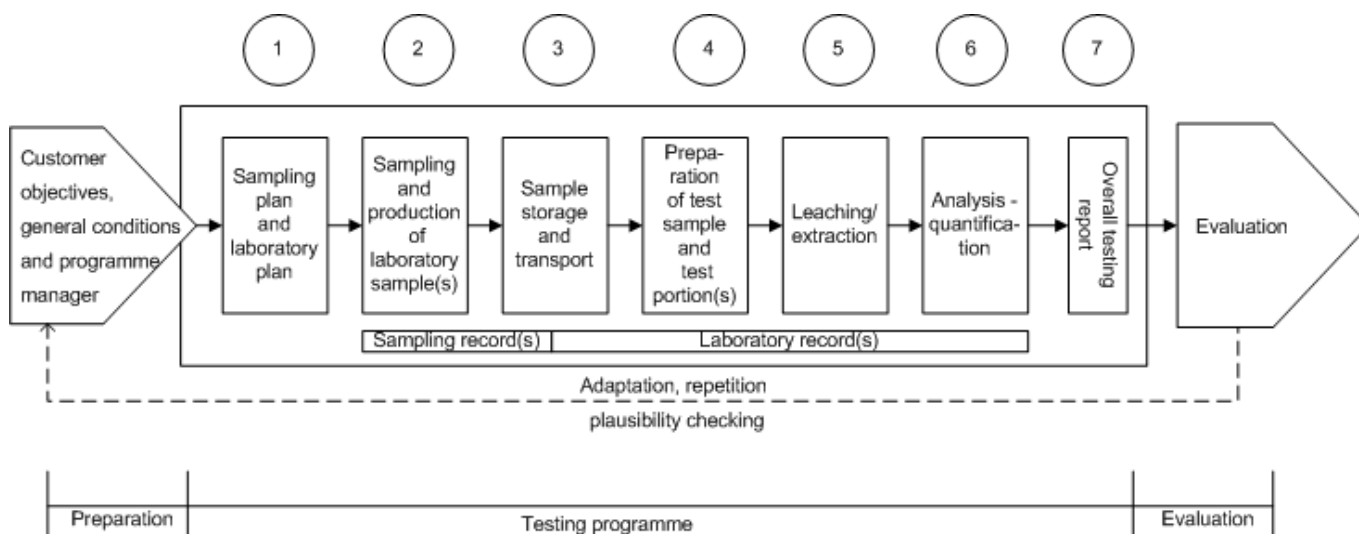 1
2
3
4
5
6
7
Customer
objectives,
general conditions
and programme
manager
Sampling
plan
and
laboratory
plan
Sampling
and
production
of
laboratory
sample(s)
Sample
storage
and
transport
Prepa-
ration
of test
sample
and
test
portion(s)
Leaching/
extraction
Analysis -
quantifica-
tion
Overall testing
report
Evaluation
Sampling record(s)
Laboratory record(s)
Adaptation, repetition
plausibility checking
Preparation
Testing programme
Evaluation